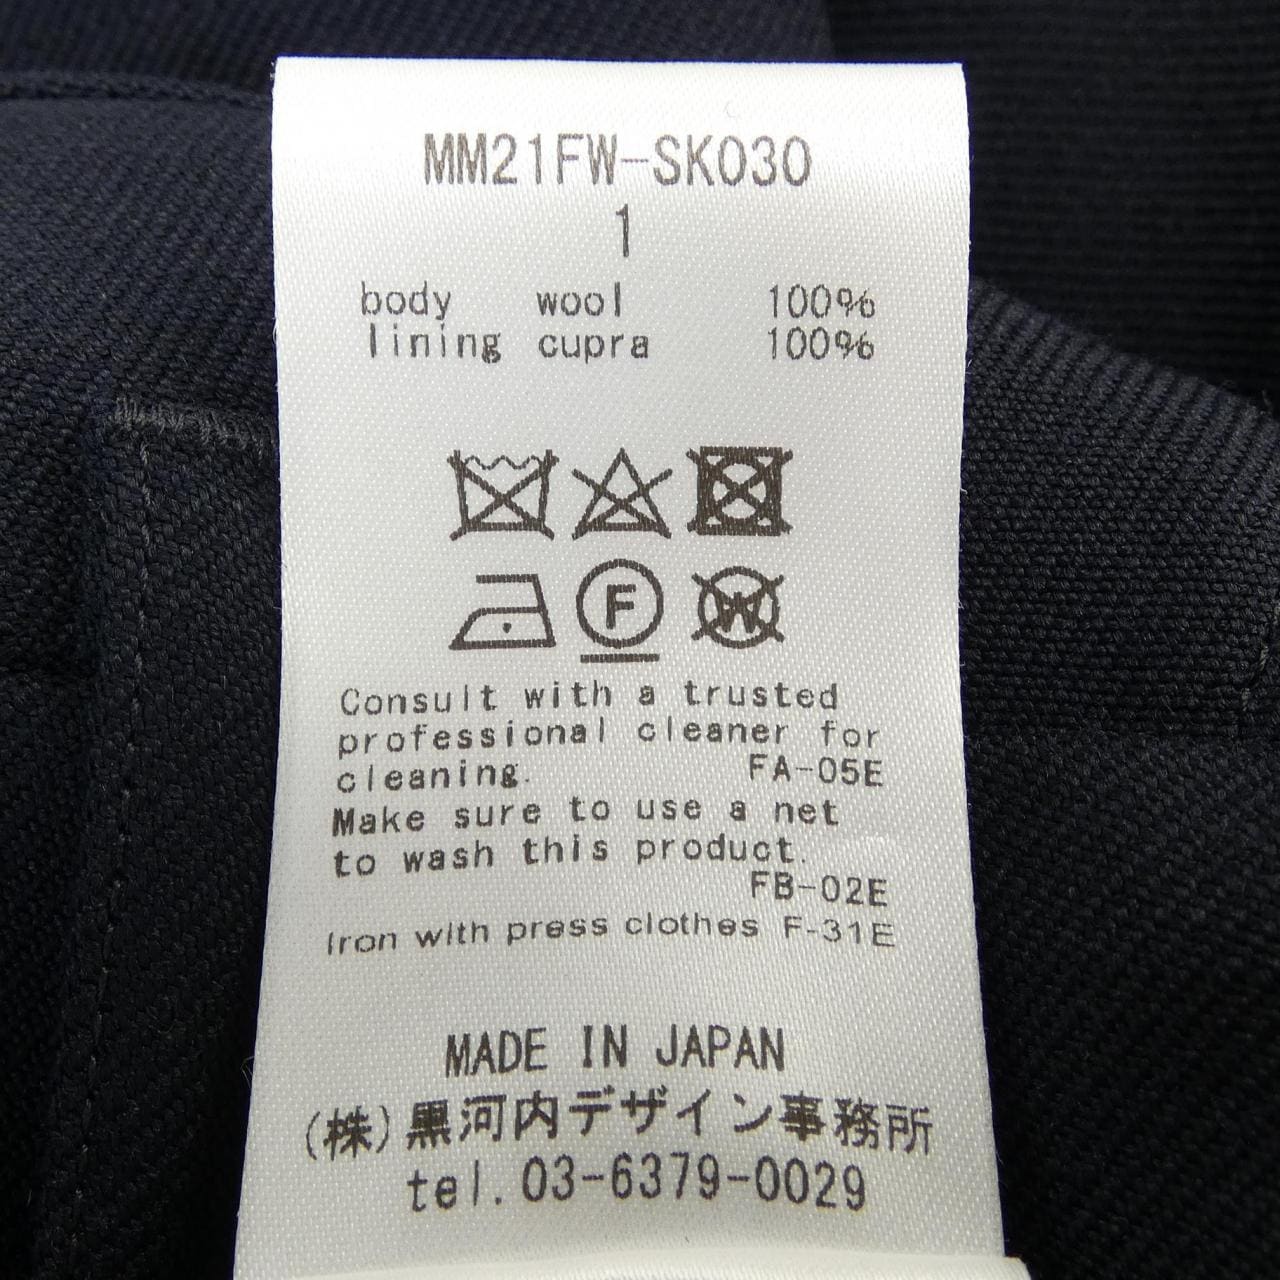 MM21FW-SK030
1
body wool 100%
lining cupra 100%
F
W
Consult with a trusted
professional cleaner for
cleaning. FA-05E
Make sure to use a net
to wash this product.
FB-02E
Iron with press clothes F-31E
MADE IN JAPAN
(株)黒河内デザイン事務所
tel. 03-6379-0029